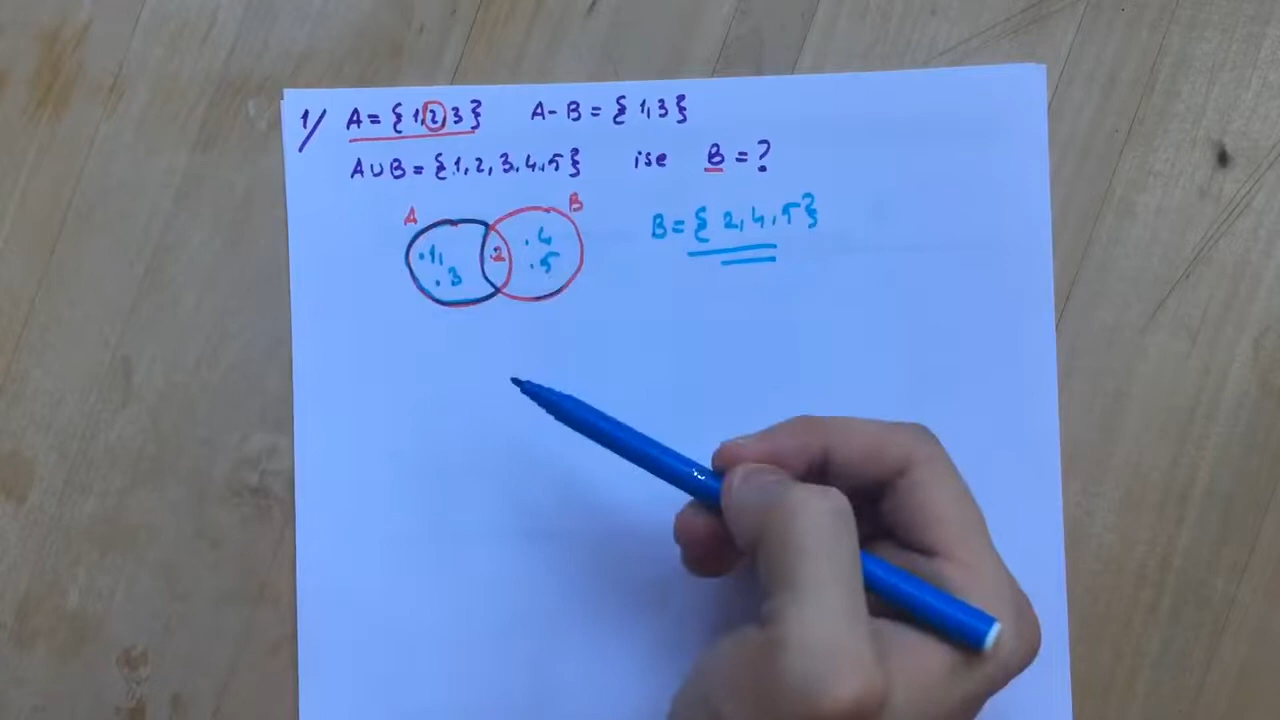 1/ A = {1,2,3} A-B = {1,3}
A∪B = {1,2,3,4,5} ise B = ?
A B
B = {2,4,5}
.1, .2 .4
.3 .5